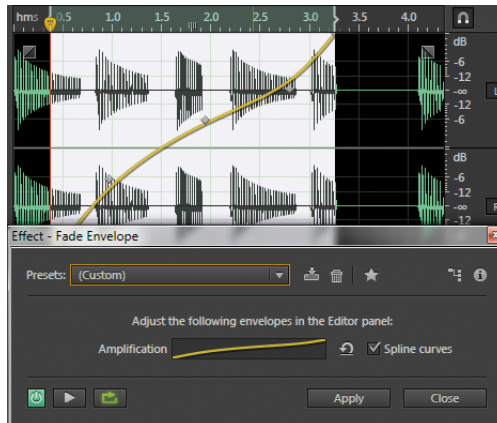 hms 0.5 1.0 1.5 2.0 2.5 3.0 3.5 4.0
dB
-6
-12
-∞
-12
-6
L
dB
-6
-12
-∞
-12
R
Effect - Fade Envelope
Presets: (Custom)
Adjust the following envelopes in the Editor panel:
Amplification Spline curves
Apply Close